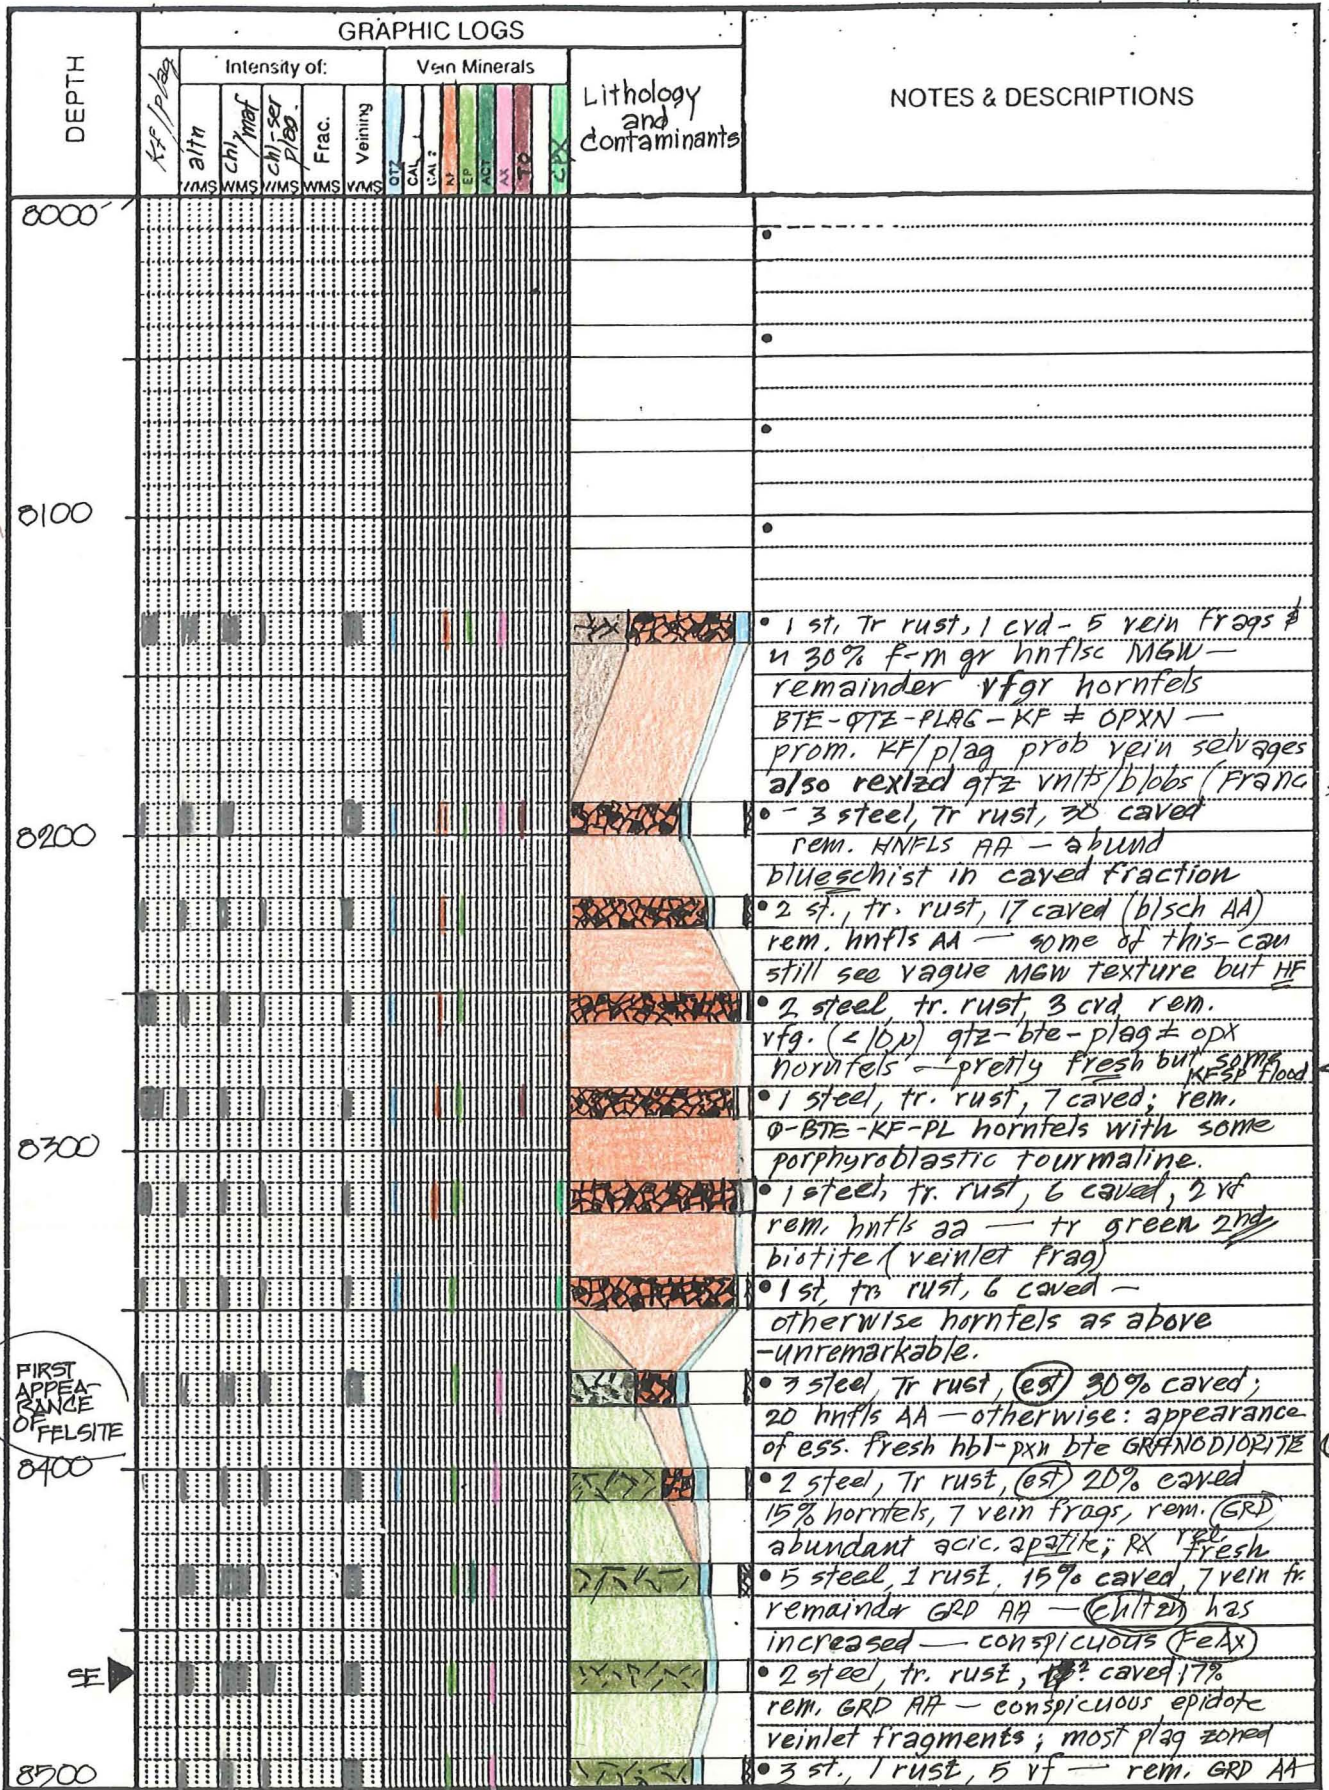 GRAPHIC LOGS
DEPTH
KF/plag
Intensity of:
Vein Minerals
Lithology
and
Contaminants
NOTES & DESCRIPTIONS
altn
chl/maf
chl-ser plag.
Frac.
Veining
WMS WMS WMS WMS
QTZ
CAL
CAL?
KF
EP
ACT
AX
TO
CPX
8000'
8100
• 1 st, Tr rust, 1 cvd - 5 vein frags &
30% f-m gr hnflsc MGW —
remainder vfgr hornfels
BTE-QTZ-PLAG-KF ± OPXN —
prom. KF/plag prob vein selvages
also rexlzd qtz vnlts/blobs (Franc
• - 3 steel, Tr rust, 30 caved
8200
rem. HNFLS AA — abund
blueschist in caved fraction
• 2 st., tr. rust, 17 caved (blsch AA)
rem. hnfls AA — some of this - can
still see vague MGW texture but HF
• 2 steel, tr. rust, 3 cvd, rem.
vfg. (<10µ) qtz-bte-plag ± opx
hornfels — pretty fresh but some
KFSP flood
• 1 steel, tr. rust, 7 caved; rem.
Φ-BTE-KF-PL hornfels with some
8300
porphyroblastic tourmaline.
• 1 steel, tr. rust, 6 caved, 2 vf
rem. hnfls aa — tr green 2nd
biotite (veinlet frag)
• 1 st, tr. rust, 6 caved —
otherwise hornfels as above
-unremarkable.
FIRST
APPEA-
RANCE
OF FELSITE
• 3 steel, Tr rust, (est) 30% caved;
20 hnfls AA — otherwise: appearance
of ess. fresh hbl-pxn bte GRANODIORITE
8400
• 2 steel, Tr rust, (est) 20% caved
15% hornfels, 7 vein frags, rem. GRD
abundant acic. apatite; RX rel. fresh
• 5 steel, 1 rust, 15% caved, 7 vein fr.
remaindr GRD AA — chltzn has
increased — conspicuous FeAx
SE
• 2 steel, tr. rust, caved 17%
rem. GRD AA — conspicuous epidote
veinlet fragments; most plag zoned
8500
• 3 st., 1 rust, 5 vf — rem. GRD AA